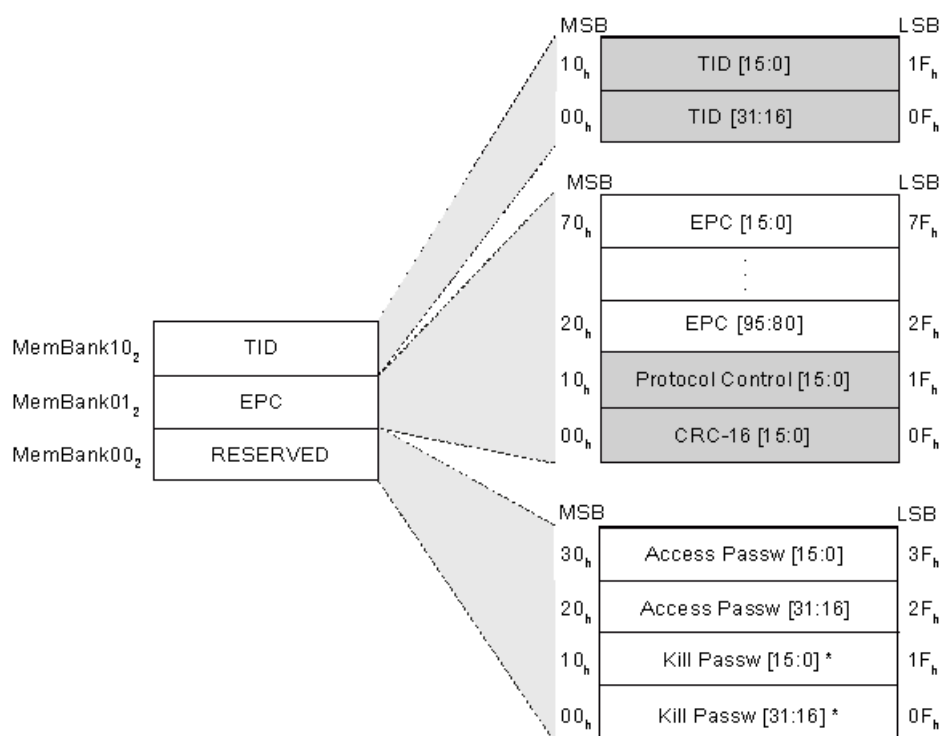 MSB LSB
10h TID [15:0] 1Fh
00h TID [31:16] 0Fh
MSB LSB
70h EPC [15:0] 7Fh
20h EPC [95:80] 2Fh
10h Protocol Control [15:0] 1Fh
00h CRC-16 [15:0] 0Fh
MemBank102 TID
MemBank012 EPC
MemBank002 RESERVED
MSB LSB
30h Access Passw [15:0] 3Fh
20h Access Passw [31:16] 2Fh
10h Kill Passw [15:0] * 1Fh
00h Kill Passw [31:16] * 0Fh